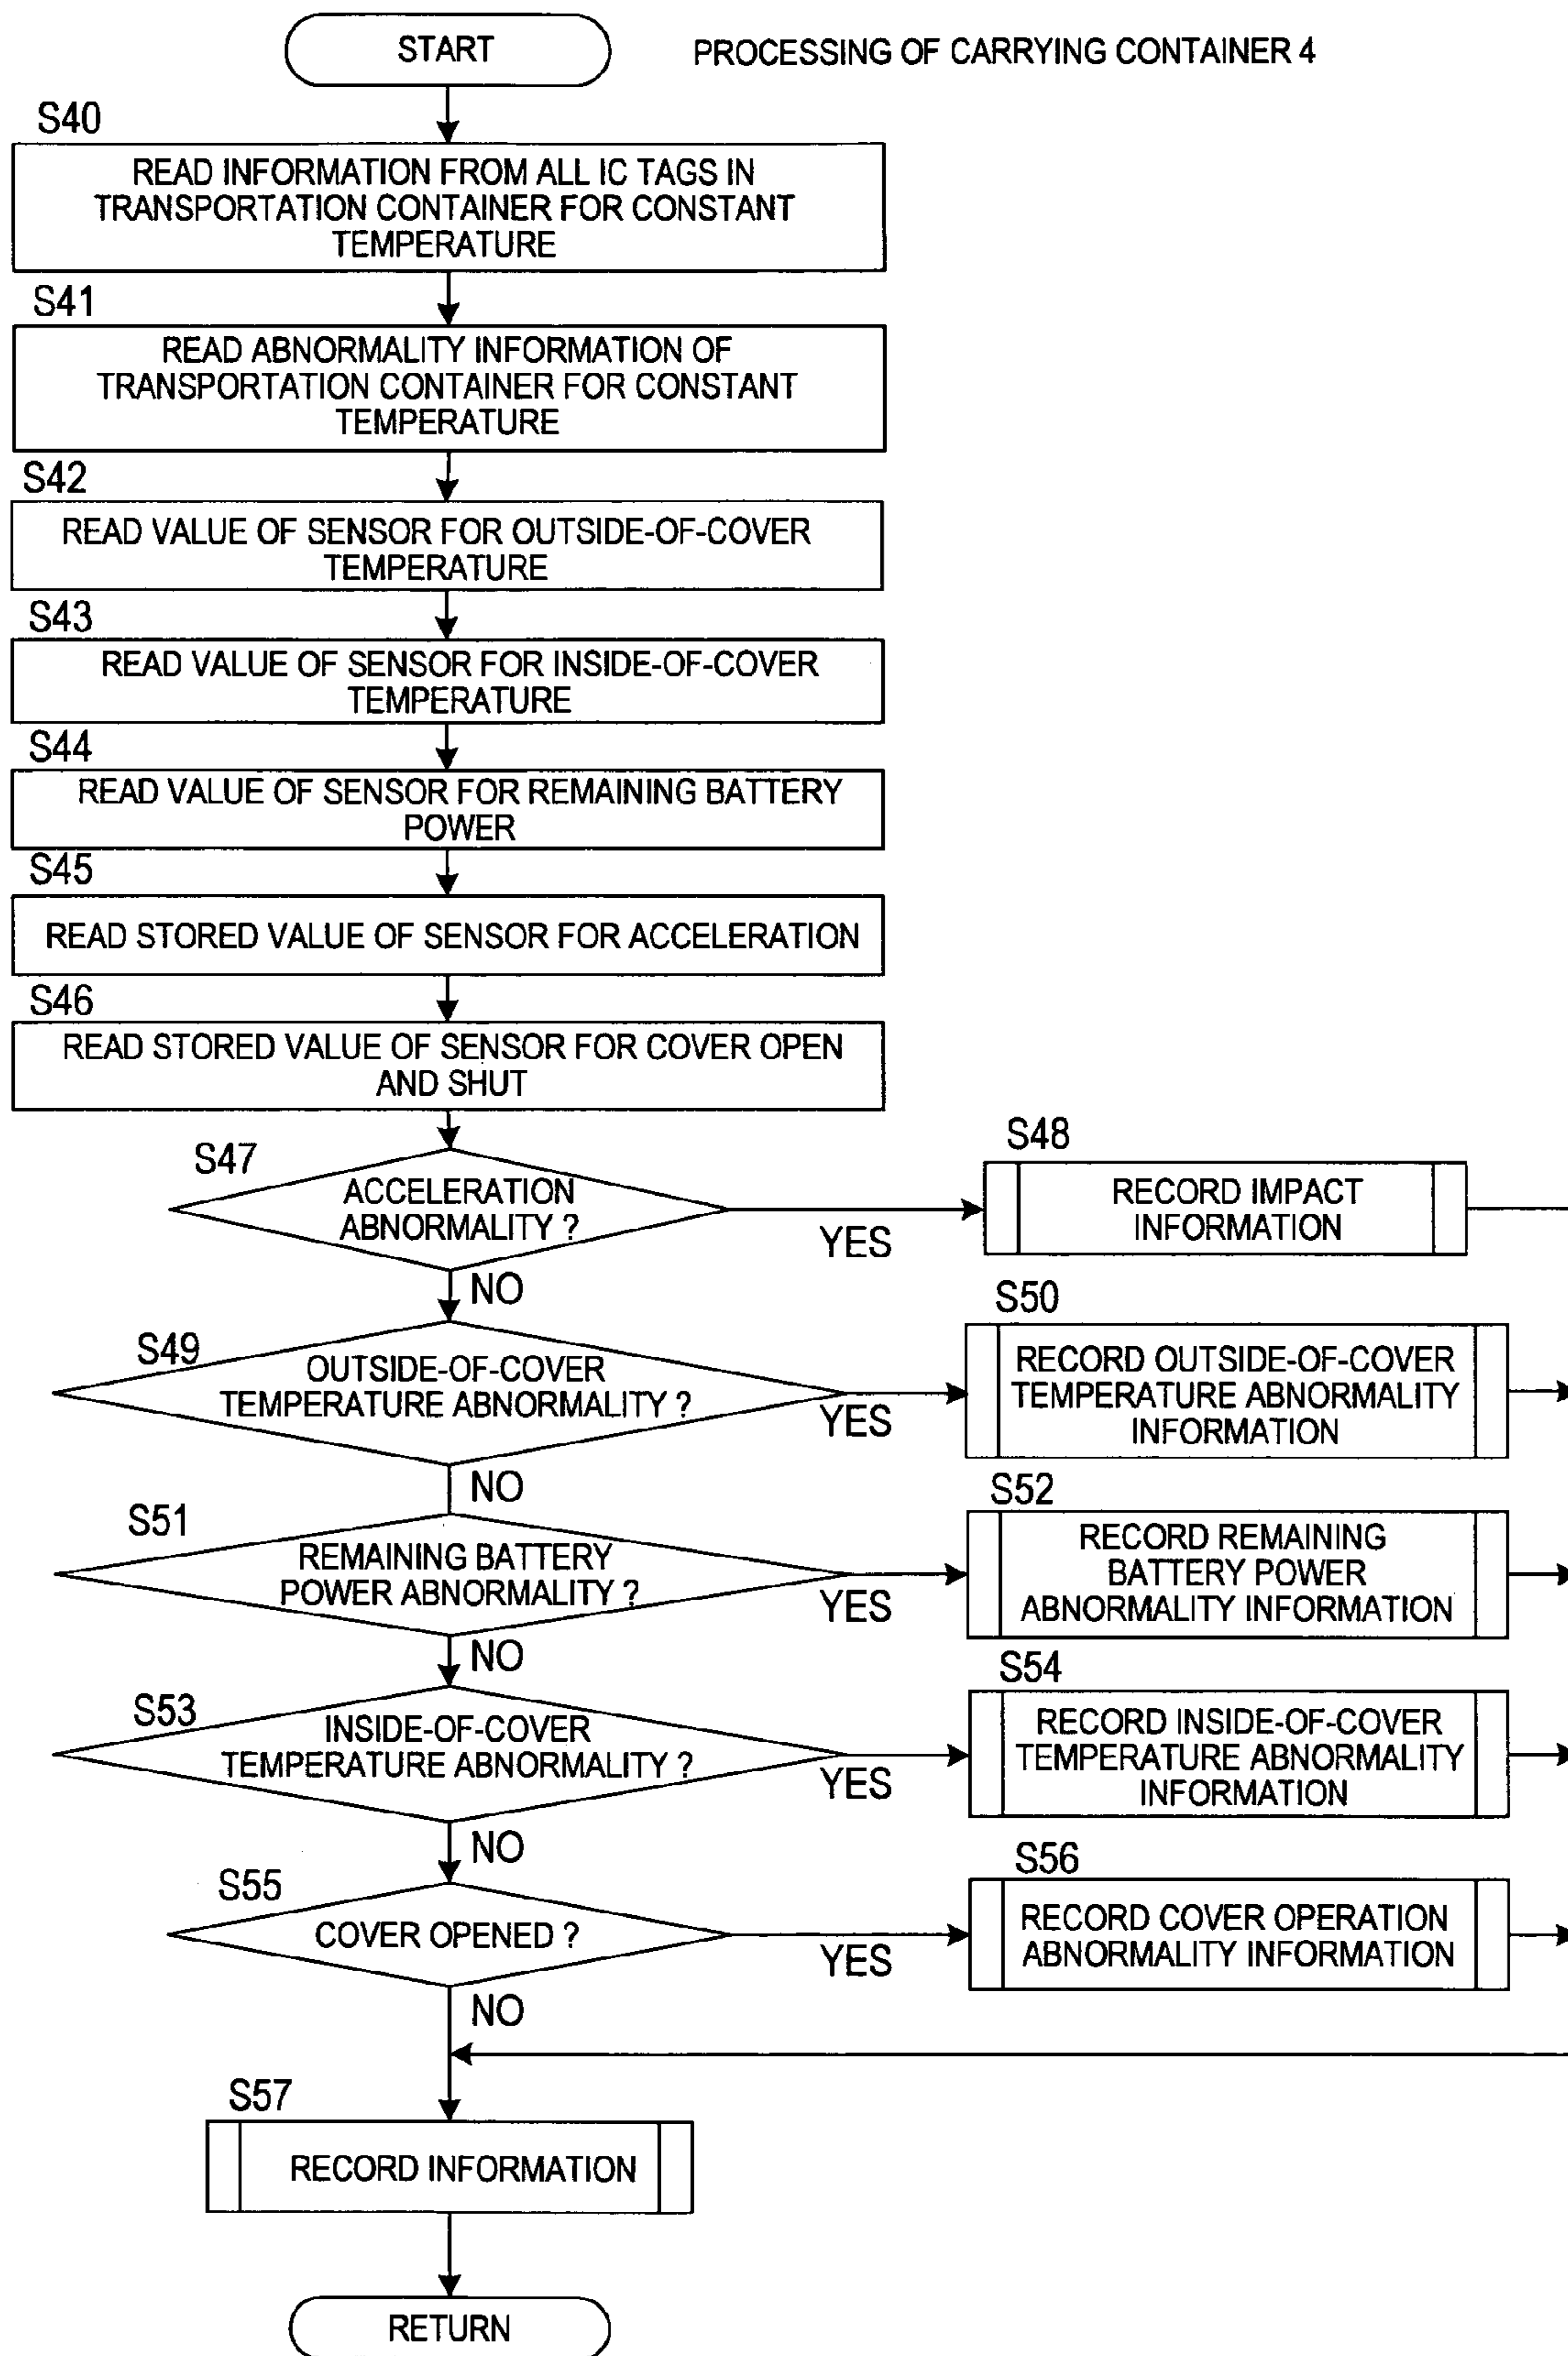 START
PROCESSING OF CARRYING CONTAINER 4
S40
READ INFORMATION FROM ALL IC TAGS IN
TRANSPORTATION CONTAINER FOR CONSTANT
TEMPERATURE
S41
READ ABNORMALITY INFORMATION OF
TRANSPORTATION CONTAINER FOR CONSTANT
TEMPERATURE
S42
READ VALUE OF SENSOR FOR OUTSIDE-OF-COVER
TEMPERATURE
S43
READ VALUE OF SENSOR FOR INSIDE-OF-COVER
TEMPERATURE
S44
READ VALUE OF SENSOR FOR REMAINING BATTERY
POWER
S45
READ STORED VALUE OF SENSOR FOR ACCELERATION
S46
READ STORED VALUE OF SENSOR FOR COVER OPEN
AND SHUT
S47
ACCELERATION
ABNORMALITY ?
YES
NO
S48
RECORD IMPACT
INFORMATION
S49
OUTSIDE-OF-COVER
TEMPERATURE ABNORMALITY ?
YES
NO
S50
RECORD OUTSIDE-OF-COVER
TEMPERATURE ABNORMALITY
INFORMATION
S51
REMAINING BATTERY
POWER ABNORMALITY ?
YES
NO
S52
RECORD REMAINING
BATTERY POWER
ABNORMALITY INFORMATION
S53
INSIDE-OF-COVER
TEMPERATURE ABNORMALITY ?
YES
NO
S54
RECORD INSIDE-OF-COVER
TEMPERATURE ABNORMALITY
INFORMATION
S55
COVER OPENED ?
YES
NO
S56
RECORD COVER OPERATION
ABNORMALITY INFORMATION
S57
RECORD INFORMATION
RETURN